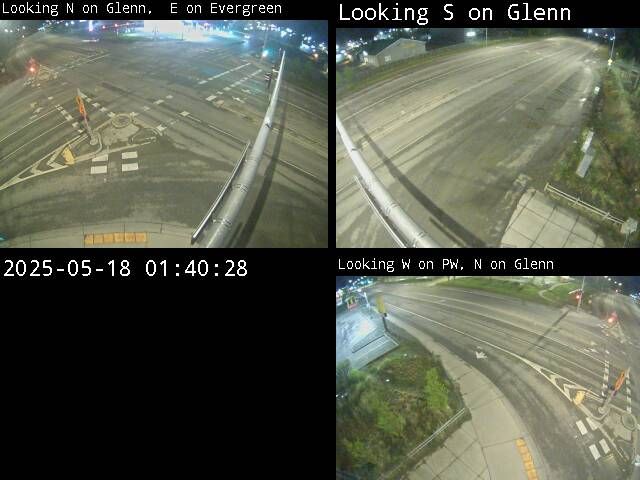 Looking N on Glenn,  E on Evergreen
Looking S on Glenn
2025-05-18 01:40:28
Looking W on PW, N on Glenn